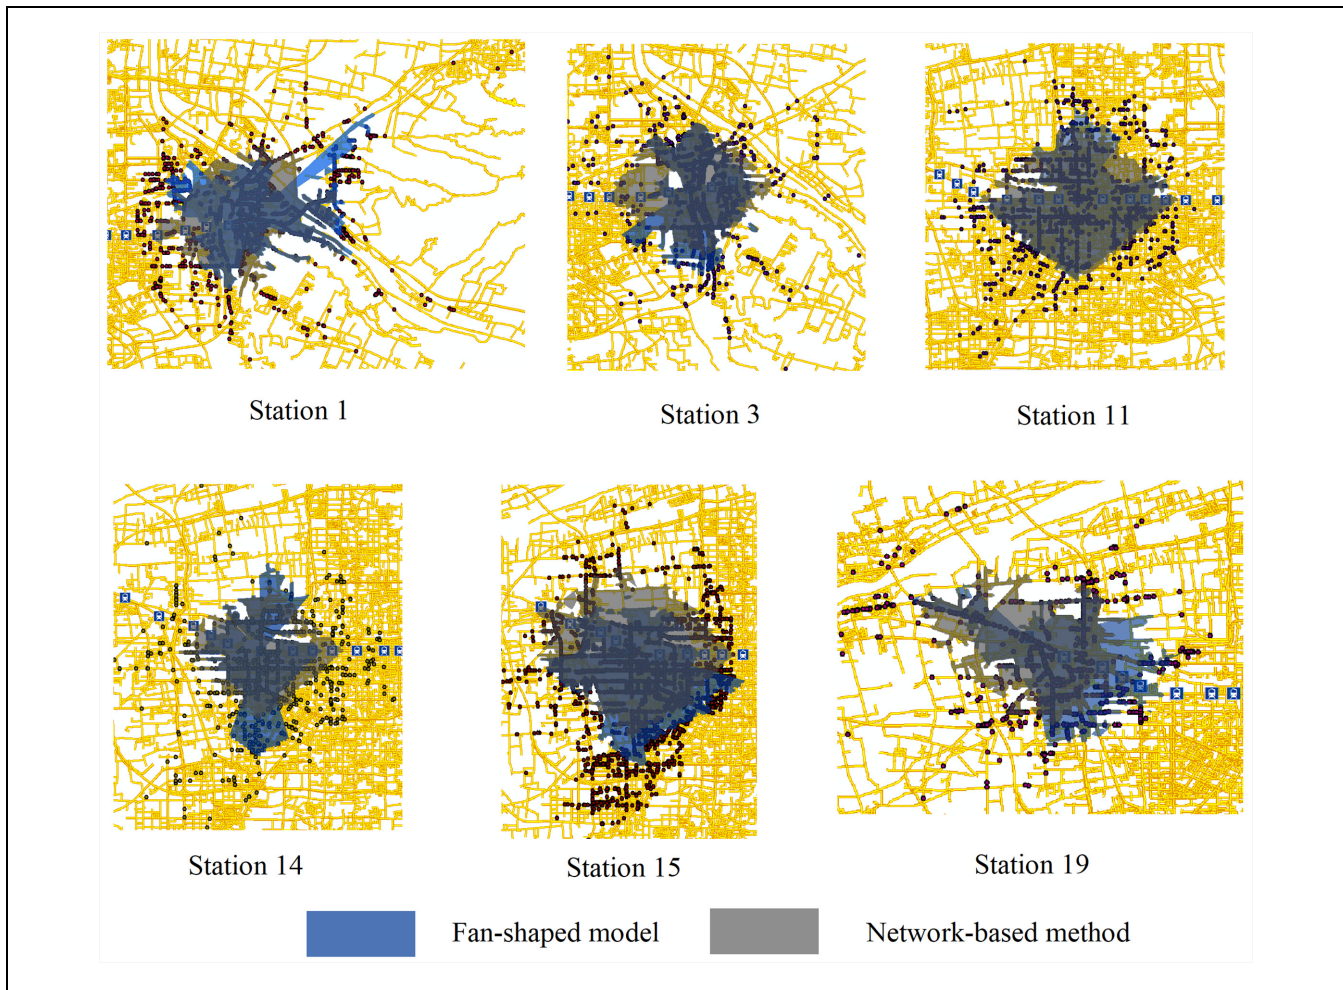 Station 1
Station 3
Station 11
Station 14
Station 15
Station 19
Fan-shaped model
Network-based method